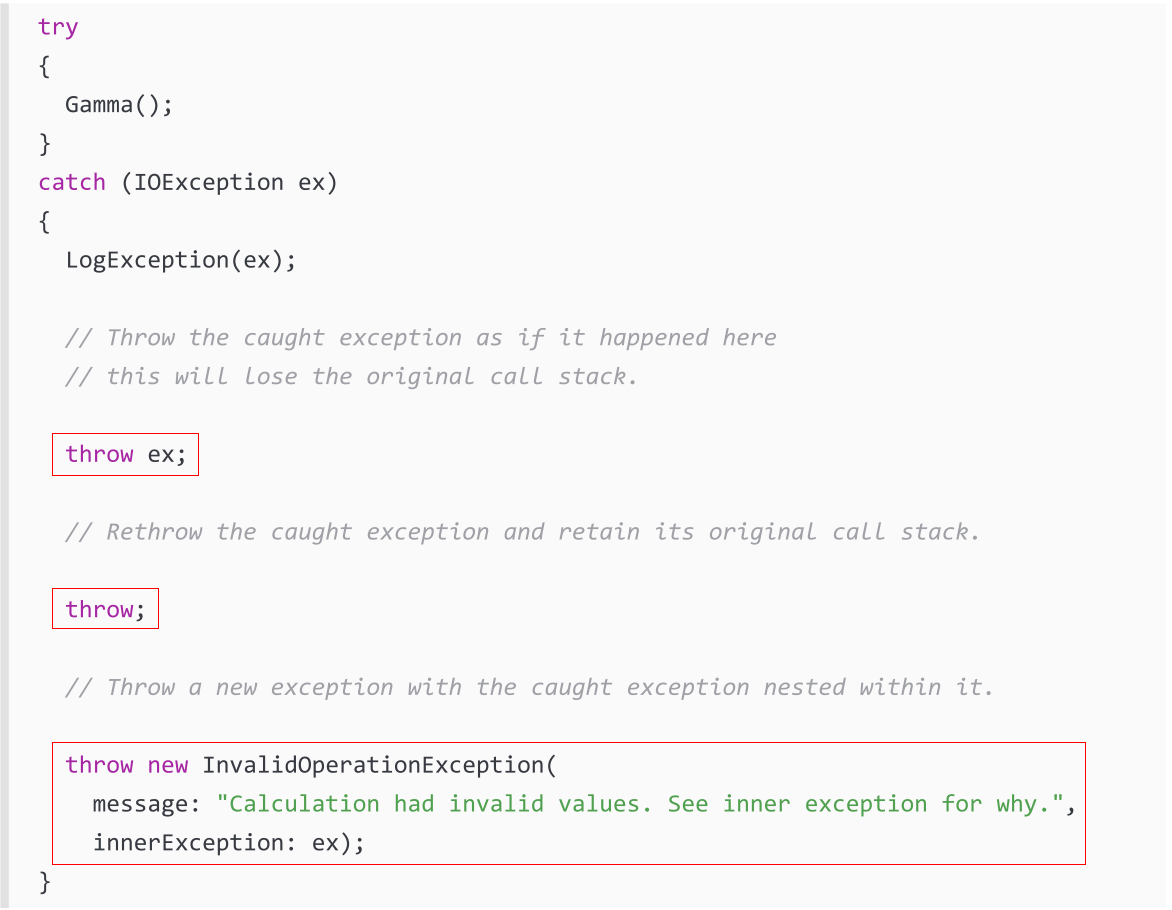 try
{
  Gamma();
}
catch (IOException ex)
{
  LogException(ex);
  // Throw the caught exception as if it happened here
  // this will lose the original call stack.
  throw ex;
  // Rethrow the caught exception and retain its original call stack.
  throw;
  // Throw a new exception with the caught exception nested within it.
  throw new InvalidOperationException(
    message: "Calculation had invalid values. See inner exception for why.",
    innerException: ex);
}